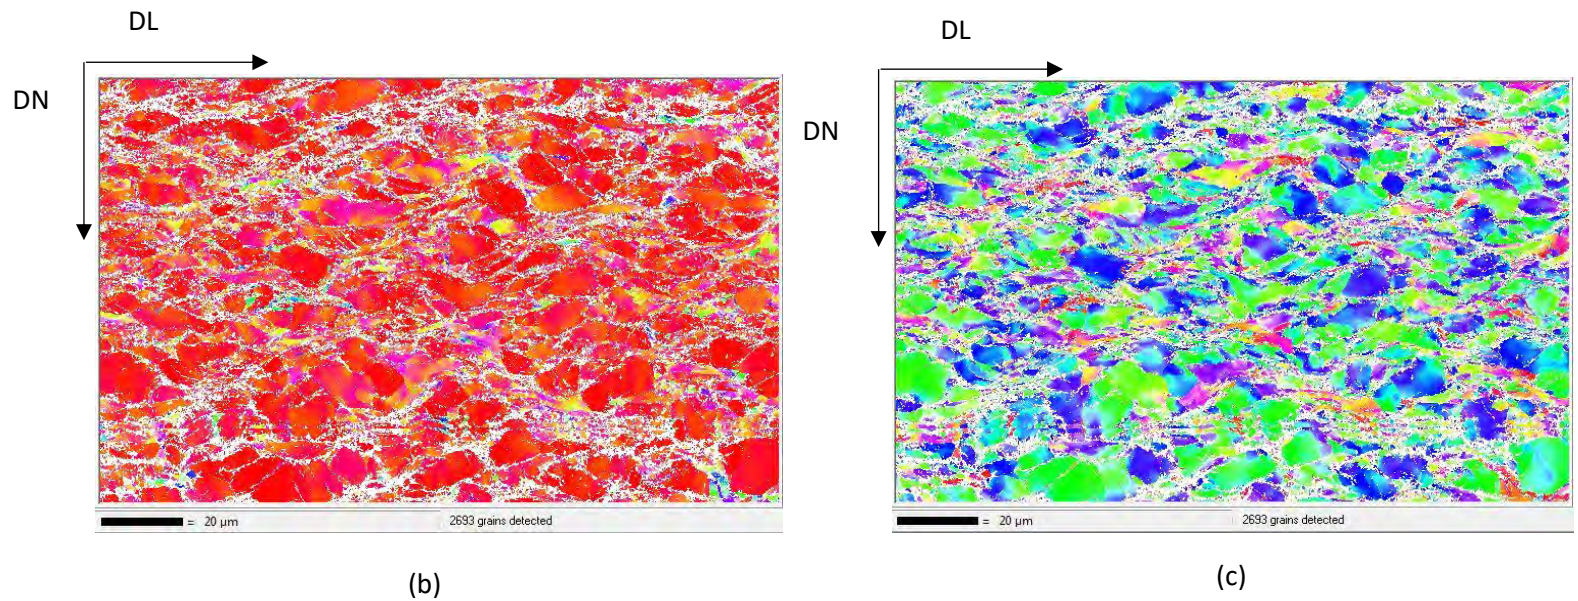 DL
DN
= 20 µm 2693 grains detected
(b)
DL
DN
= 20 µm 2693 grains detected
(c)